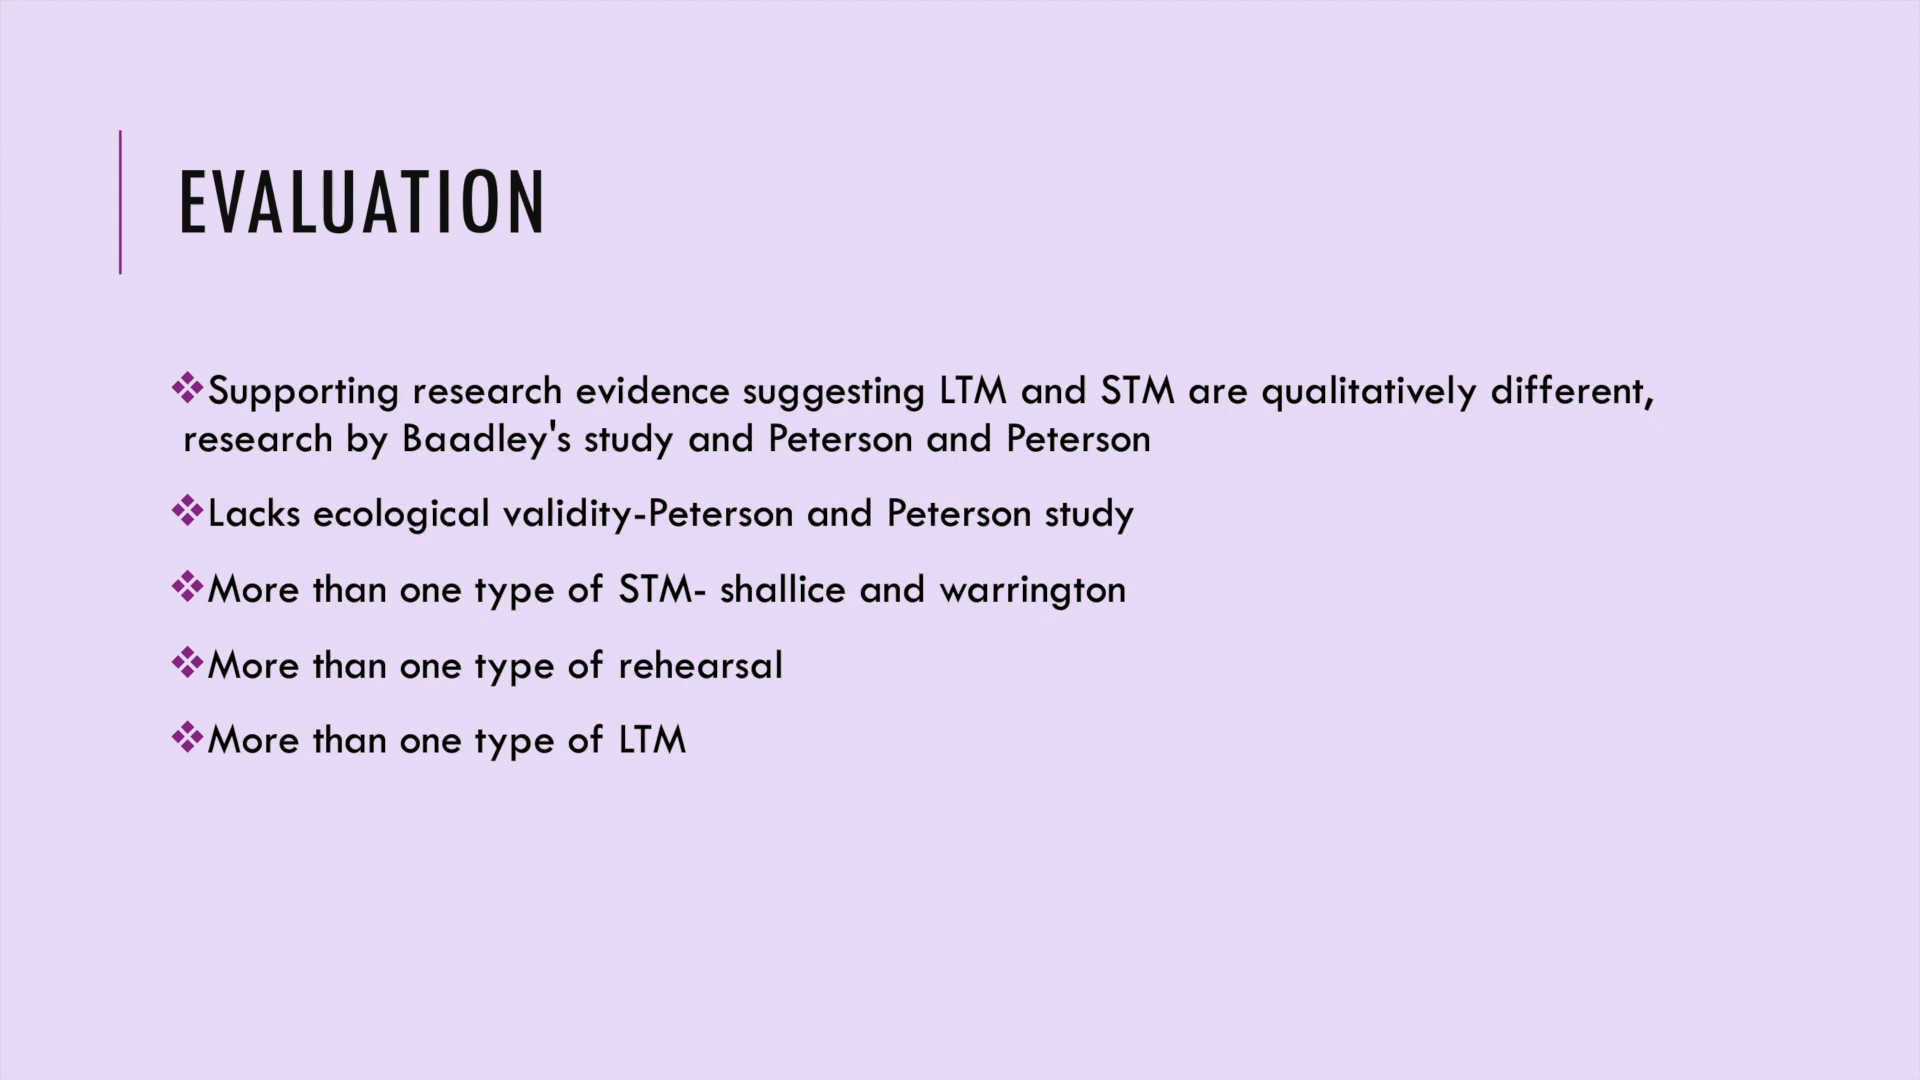 EVALUATION
❖Supporting research evidence suggesting LTM and STM are qualitatively different,
research by Baadley's study and Peterson and Peterson
❖Lacks ecological validity-Peterson and Peterson study
❖More than one type of STM- shallice and warrington
❖More than one type of rehearsal
❖More than one type of LTM